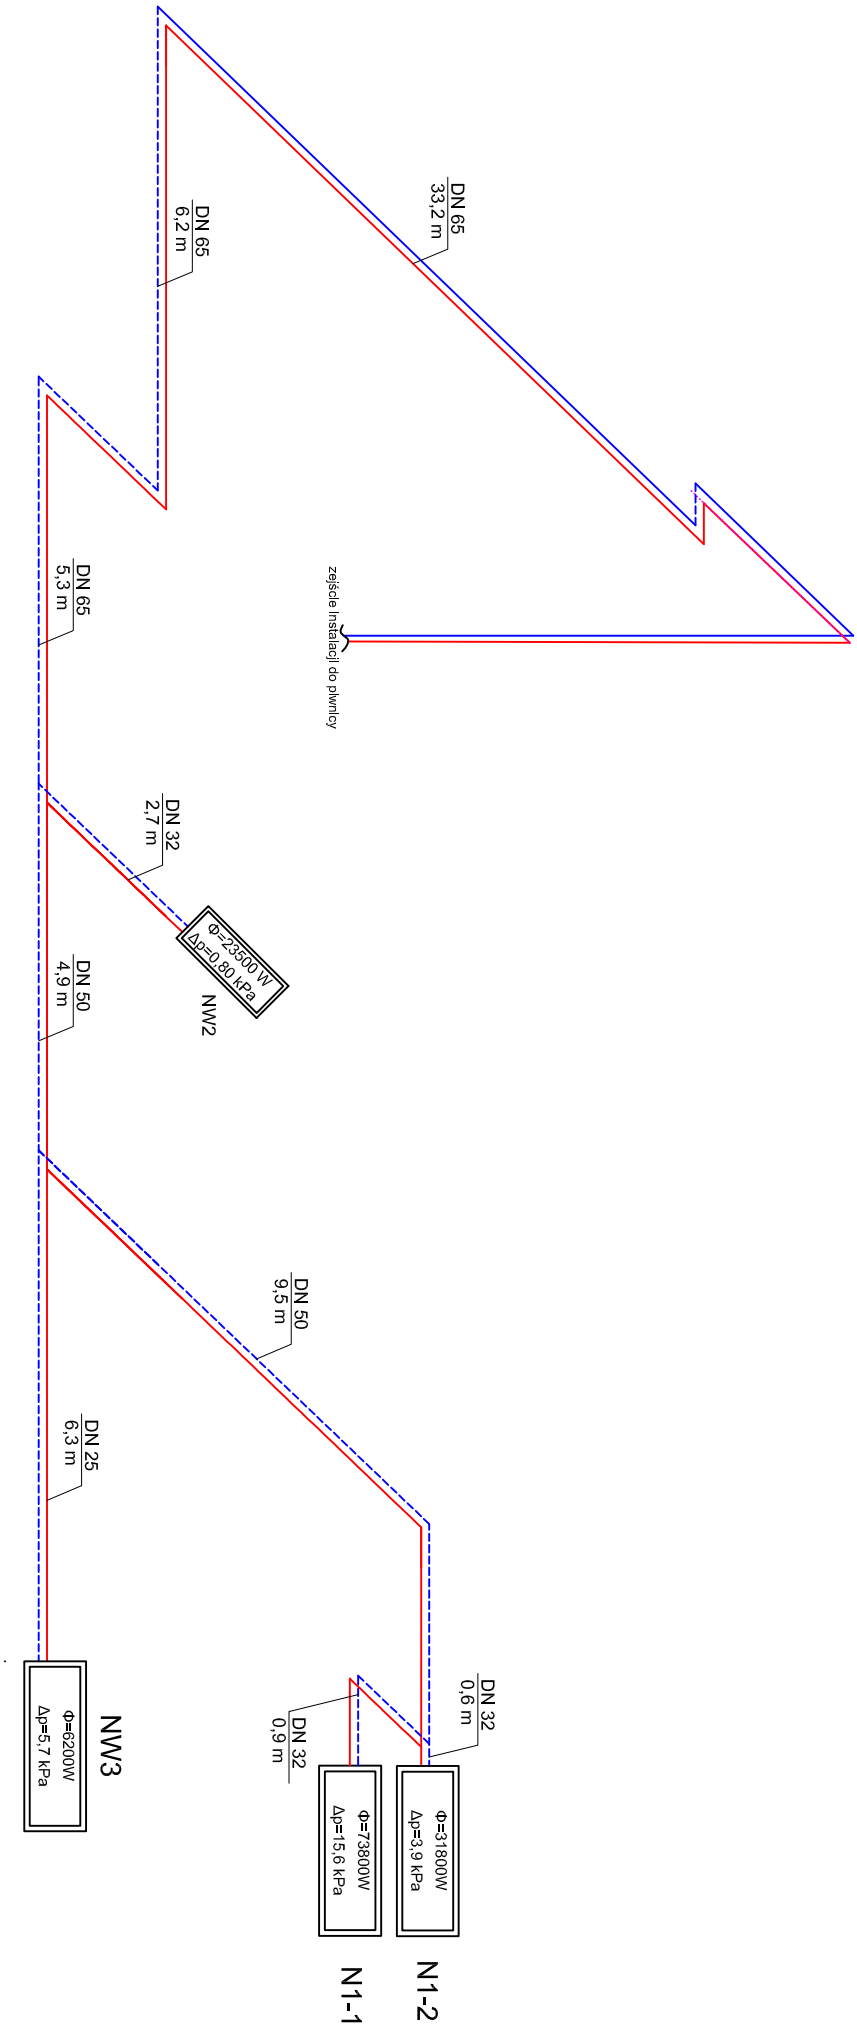 DN 65
33,2 m
DN 65
6,2 m
DN 65
5,3 m
zejście instalacji do piwnicy
DN 32
2,7 m
Φ=23500 W
Δp=0,80 kPa
NW2
DN 50
4,9 m
DN 50
9,5 m
DN 25
6,3 m
DN 32
0,6 m
DN 32
0,9 m
NW3
Φ=6200W
Δp=5,7 kPa
Φ=73800W
Δp=15,6 kPa
N1-1
Φ=31800W
Δp=3,9 kPa
N1-2